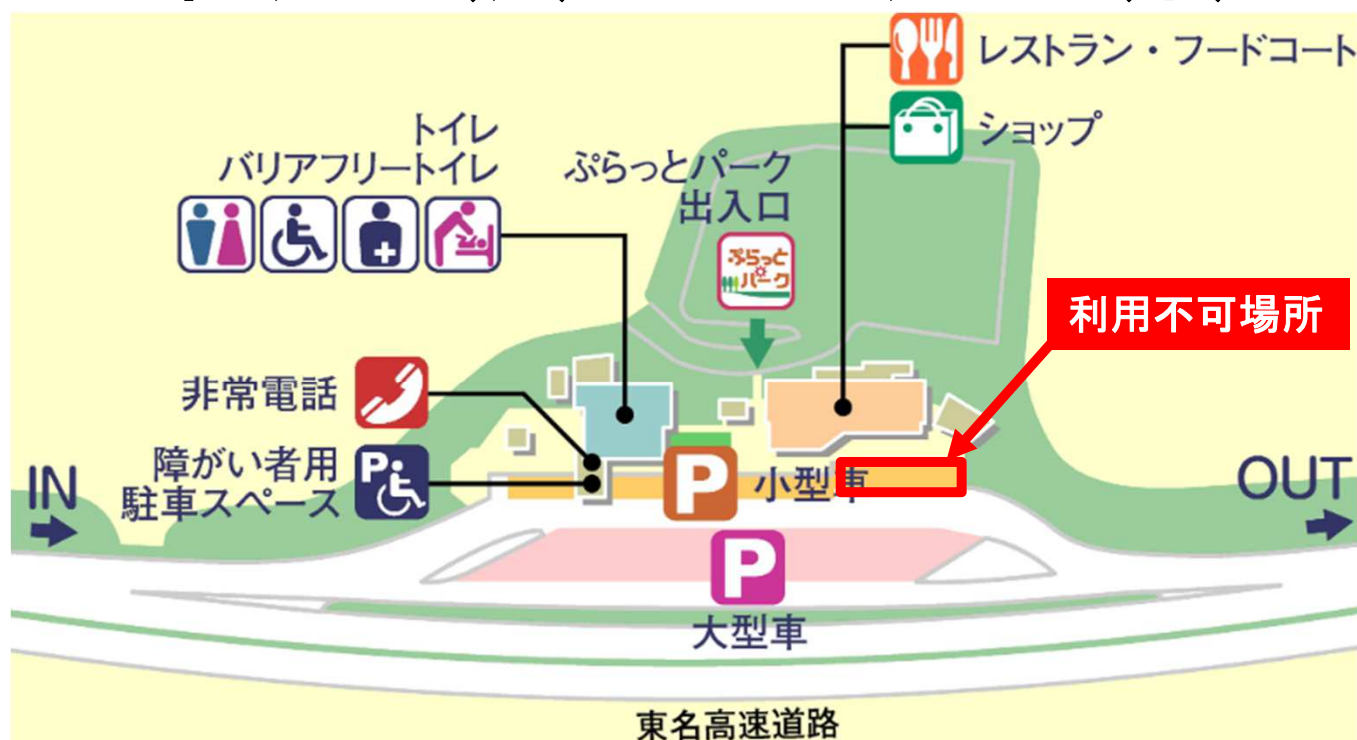 レストラン・フードコート
ショップ
トイレ
バリアフリートイレ
ぷらっとパーク
出入口
ぷらっと
パーク
利用不可場所
非常電話
障がい者用
駐車スペース
P
IN
OUT
P
小型車
P
大型車
東名高速道路